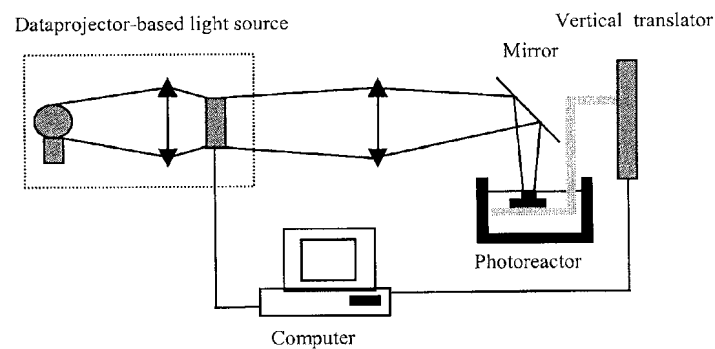 Dataprojector-based light source
Vertical translator
Mirror
Photoreactor
Computer